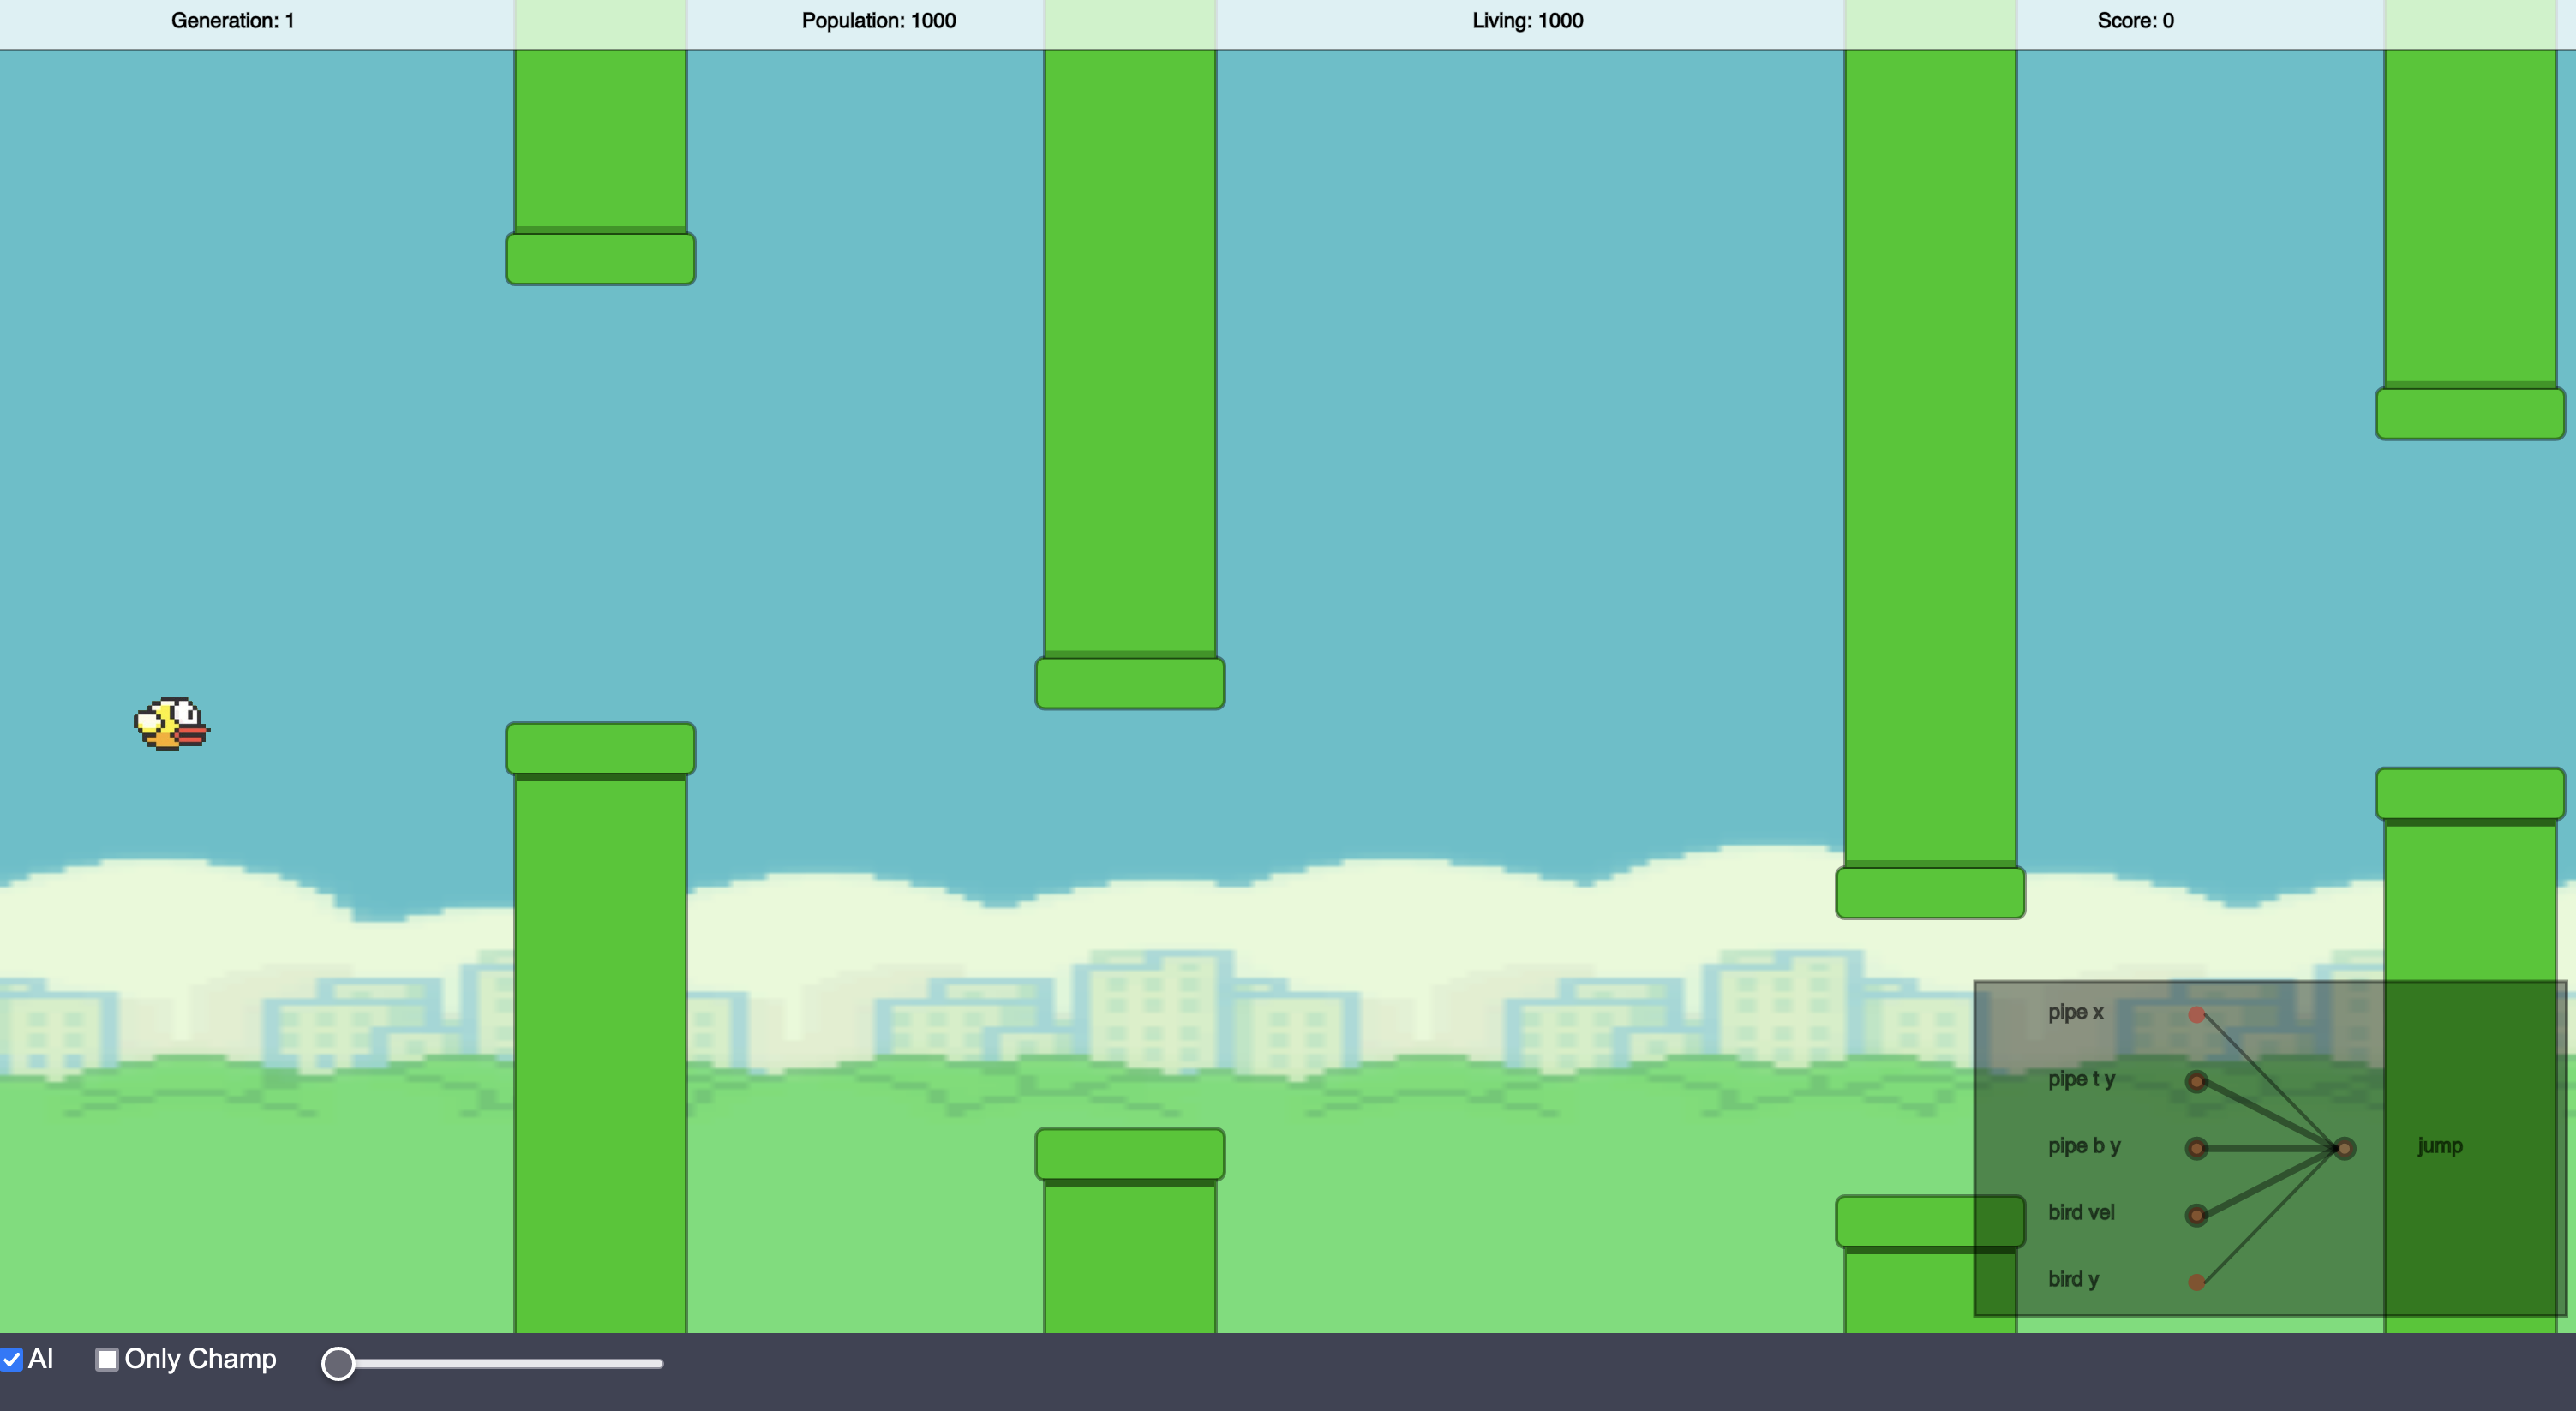 Generation: 1
Population: 1000
Living: 1000
Score: 0
pipe x
pipe t y
pipe b y
jump
bird vel
bird y
AI
Only Champ